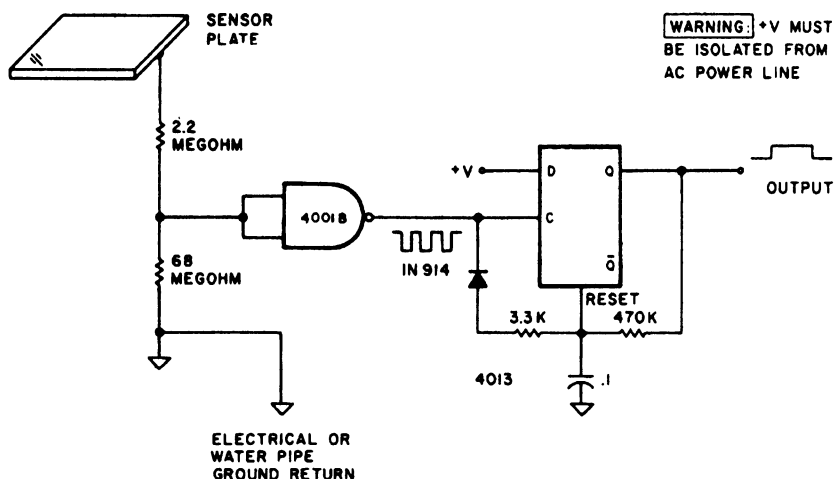 SENSOR
PLATE
WARNING: +V MUST
BE ISOLATED FROM
AC POWER LINE
2.2
MEGOHM
+V
D
Q
OUTPUT
4001B
C
IN 914
Q̅
68
MEGOHM
RESET
3.3K
470K
4013
.1
ELECTRICAL OR
WATER PIPE
GROUND RETURN